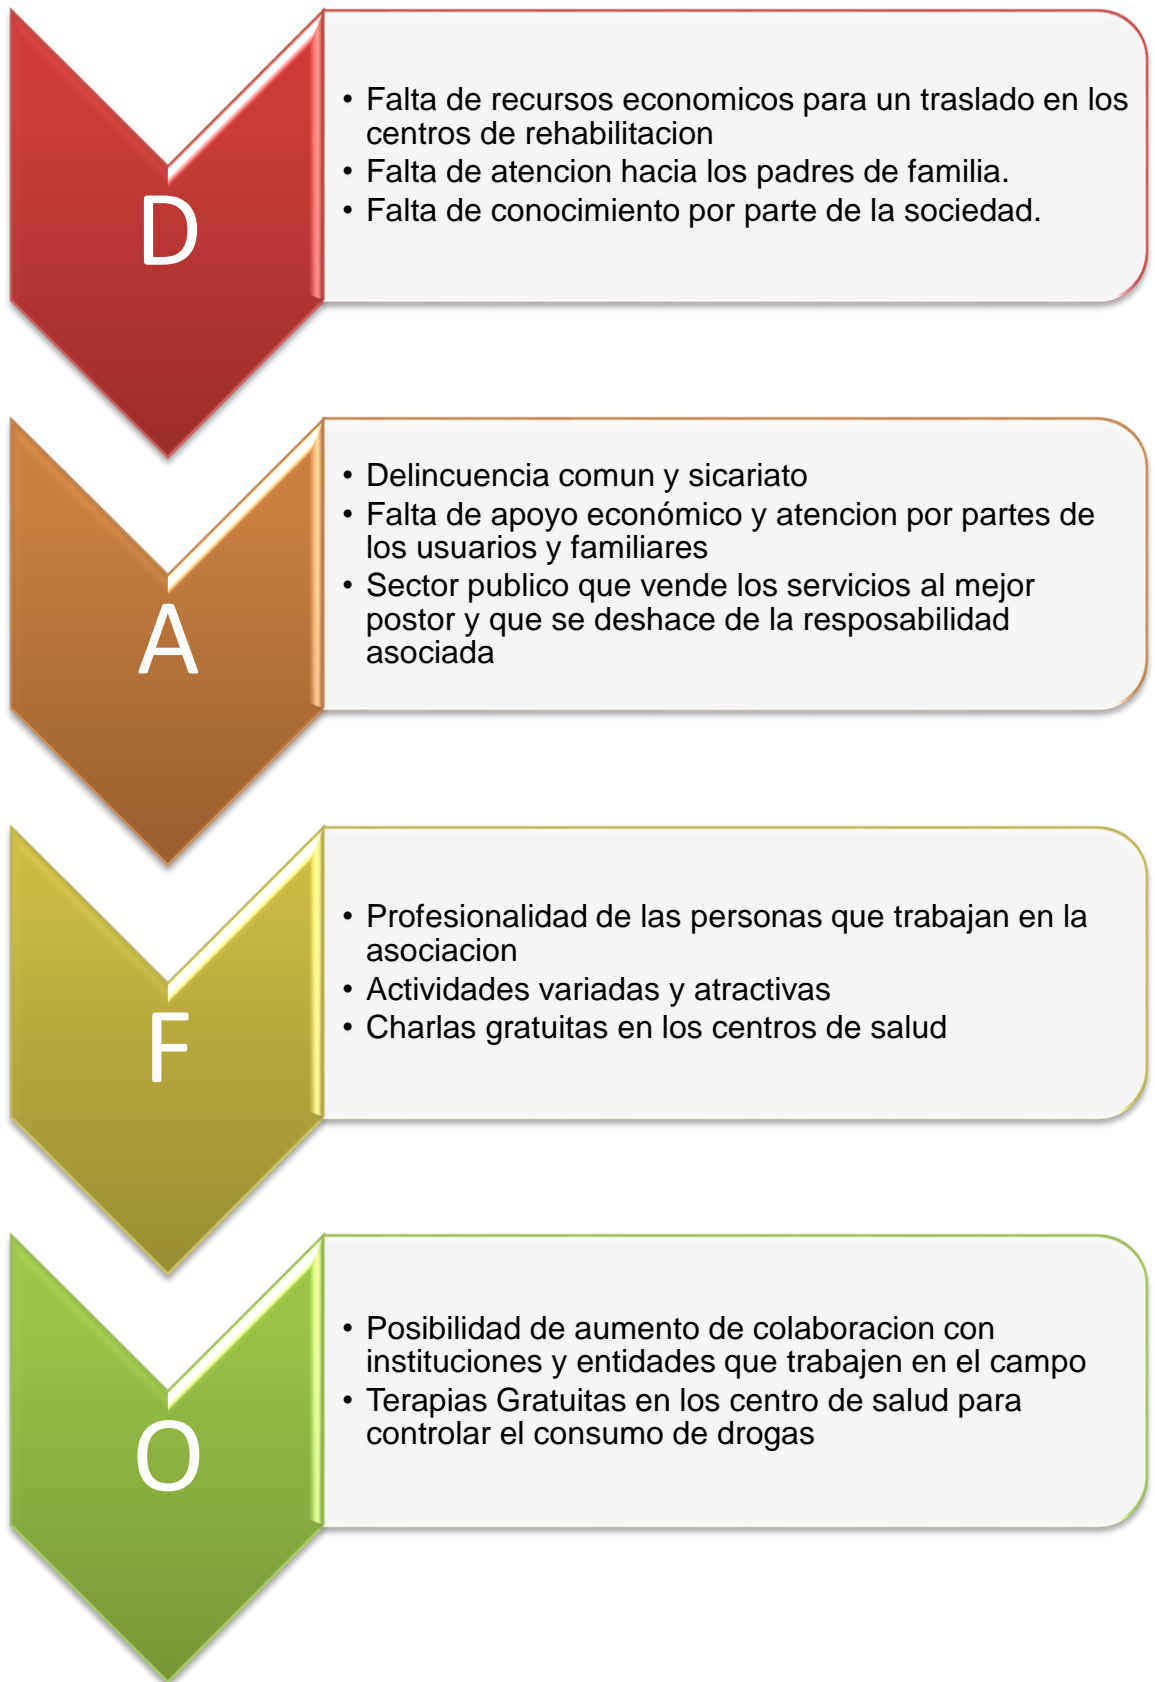 D
• Falta de recursos economicos para un traslado en los
centros de rehabilitacion
• Falta de atencion hacia los padres de familia.
• Falta de conocimiento por parte de la sociedad.
A
• Delincuencia comun y sicariato
• Falta de apoyo económico y atencion por partes de
los usuarios y familiares
• Sector publico que vende los servicios al mejor
postor y que se deshace de la resposabilidad
asociada
F
• Profesionalidad de las personas que trabajan en la
asociacion
• Actividades variadas y atractivas
• Charlas gratuitas en los centros de salud
O
• Posibilidad de aumento de colaboracion con
instituciones y entidades que trabajen en el campo
• Terapias Gratuitas en los centro de salud para
controlar el consumo de drogas